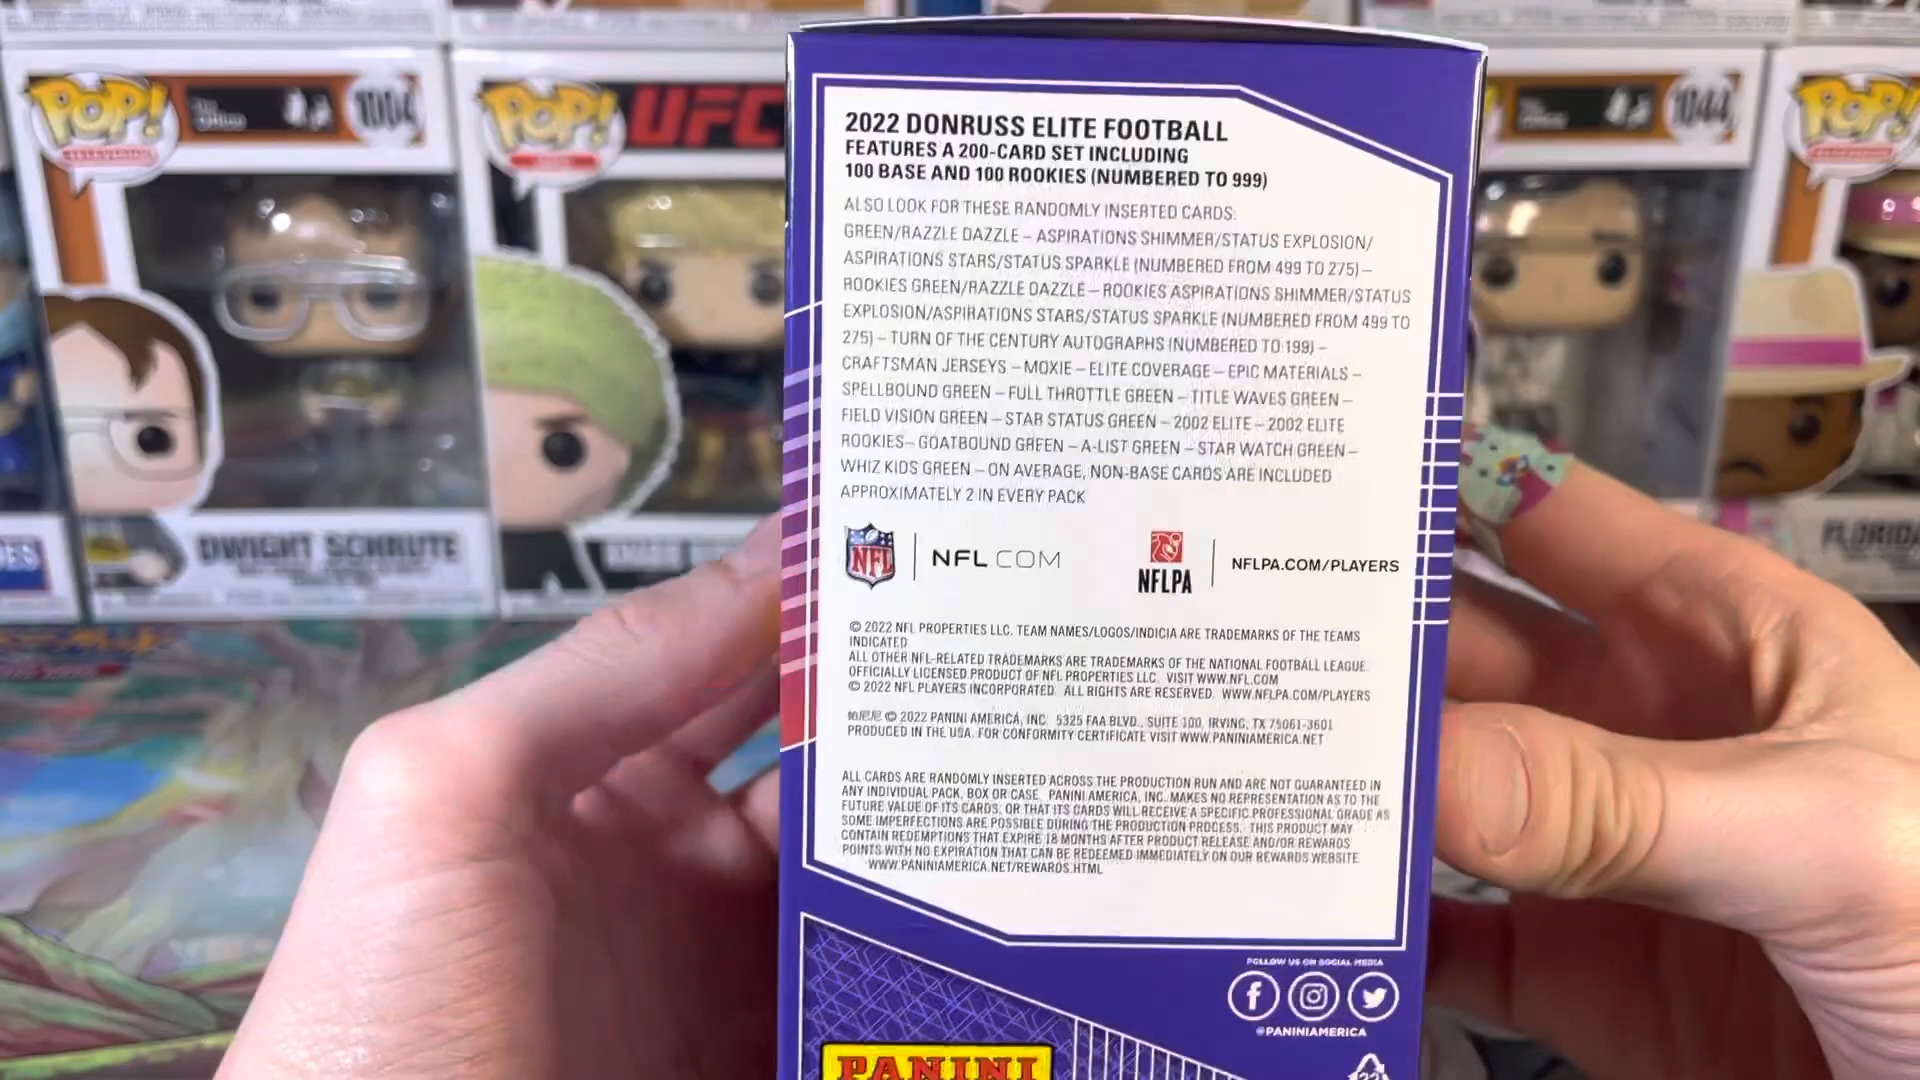 POP!
1004
POP!
UFC
1044
POP!
DWIGHT SCHRUTE
2022 DONRUSS ELITE FOOTBALL
FEATURES A 200-CARD SET INCLUDING
100 BASE AND 100 ROOKIES (NUMBERED TO 999)
ALSO LOOK FOR THESE RANDOMLY INSERTED CARDS:
GREEN/RAZZLE DAZZLE – ASPIRATIONS SHIMMER/STATUS EXPLOSION/
ASPIRATIONS STARS/STATUS SPARKLE (NUMBERED FROM 499 TO 275) –
ROOKIES GREEN/RAZZLE DAZZLE – ROOKIES ASPIRATIONS SHIMMER/STATUS
EXPLOSION/ASPIRATIONS STARS/STATUS SPARKLE (NUMBERED FROM 499 TO
275) – TURN OF THE CENTURY AUTOGRAPHS (NUMBERED TO 199) –
CRAFTSMAN JERSEYS – MOXIE – ELITE COVERAGE – EPIC MATERIALS –
SPELLBOUND GREEN – FULL THROTTLE GREEN – TITLE WAVES GREEN –
FIELD VISION GREEN – STAR STATUS GREEN – 2002 ELITE – 2002 ELITE
ROOKIES– GOATBOUND GREEN – A-LIST GREEN – STAR WATCH GREEN –
WHIZ KIDS GREEN – ON AVERAGE, NON-BASE CARDS ARE INCLUDED
APPROXIMATELY 2 IN EVERY PACK
NFL
NFL.COM
NFLPA
NFLPA.COM/PLAYERS
© 2022 NFL PROPERTIES LLC. TEAM NAMES/LOGOS/INDICIA ARE TRADEMARKS OF THE TEAMS
INDICATED
ALL OTHER NFL-RELATED TRADEMARKS ARE TRADEMARKS OF THE NATIONAL FOOTBALL LEAGUE.
OFFICIALLY LICENSED PRODUCT OF NFL PROPERTIES LLC. VISIT WWW.NFL.COM
© 2022 NFL PLAYERS INCORPORATED. ALL RIGHTS ARE RESERVED. WWW.NFLPA.COM/PLAYERS
帕尼尼 © 2022 PANINI AMERICA, INC. 5325 FAA BLVD., SUITE 100, IRVING, TX 75061-3601
PRODUCED IN THE USA. FOR CONFORMITY CERTIFICATE VISIT WWW.PANINIAMERICA.NET
ALL CARDS ARE RANDOMLY INSERTED ACROSS THE PRODUCTION RUN AND ARE NOT GUARANTEED IN
ANY INDIVIDUAL PACK, BOX OR CASE. PANINI AMERICA, INC. MAKES NO REPRESENTATION AS TO THE
FUTURE VALUE OF ITS CARDS, OR THAT ITS CARDS WILL RECEIVE A SPECIFIC PROFESSIONAL GRADE AS
SOME IMPERFECTIONS ARE POSSIBLE DURING THE PRODUCTION PROCESS. THIS PRODUCT MAY
CONTAIN REDEMPTIONS THAT EXPIRE 18 MONTHS AFTER PRODUCT RELEASE AND/OR REWARDS
POINTS WITH NO EXPIRATION THAT CAN BE REDEEMED IMMEDIATELY ON OUR REWARDS WEBSITE
WWW.PANINIAMERICA.NET/REWARDS.HTML
FOLLOW US ON SOCIAL MEDIA
@PANINIAMERICA
PANINI